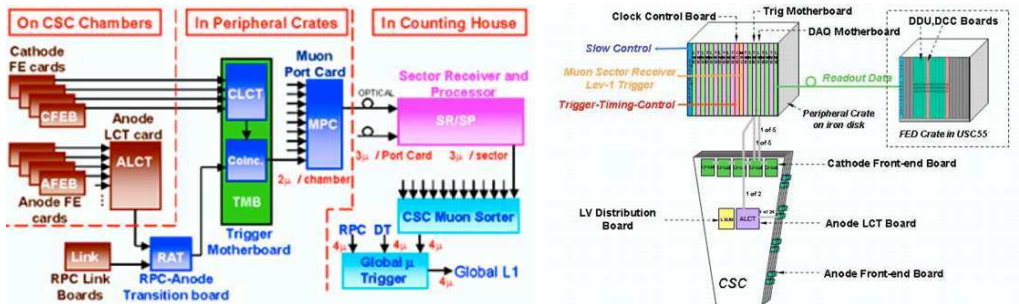 On CSC Chambers
In Peripheral Crates
In Counting House
Cathode
FE cards
CFEB
Anode
LCT card
ALCT
AFEB
Anode FE
cards
Link
RPC Link
Boards
RAT
RPC-Anode
Transition board
CLCT
Coinc.
TMB
Trigger
Motherboard
2μ / chamber
Muon
Port Card
MPC
OPTICAL
3μ / Port Card
Sector Receiver and
Processor
SR/SP
3μ / sector
CSC Muon Sorter
RPC DT
4μ 4μ 4μ
Global μ
Trigger
4μ
Global L1
Clock Control Board
Trig Motherboard
DAQ Motherboard
DDU,DCC Boards
Slow Control
Muon Sector Receiver
Lev-1 Trigger
Trigger-Timing-Control
Readout Data
Peripheral Crate
on iron disk
FED Crate in USC55
1 of 5
1 of 5
Cathode Front-end Board
1 of 2
LV Distribution
Board
ALCT
1 of 24
Anode LCT Board
Anode Front-end Board
CSC